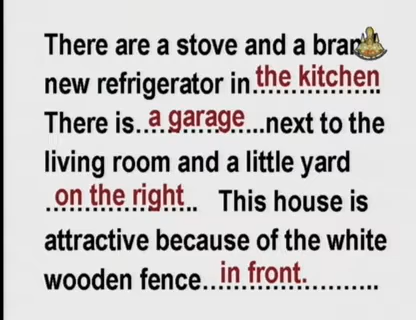 There are a stove and a brand
new refrigerator in the kitchen
There is....a garage....next to the
living room and a little yard
on the right.. This house is
attractive because of the white
wooden fence...in front...........